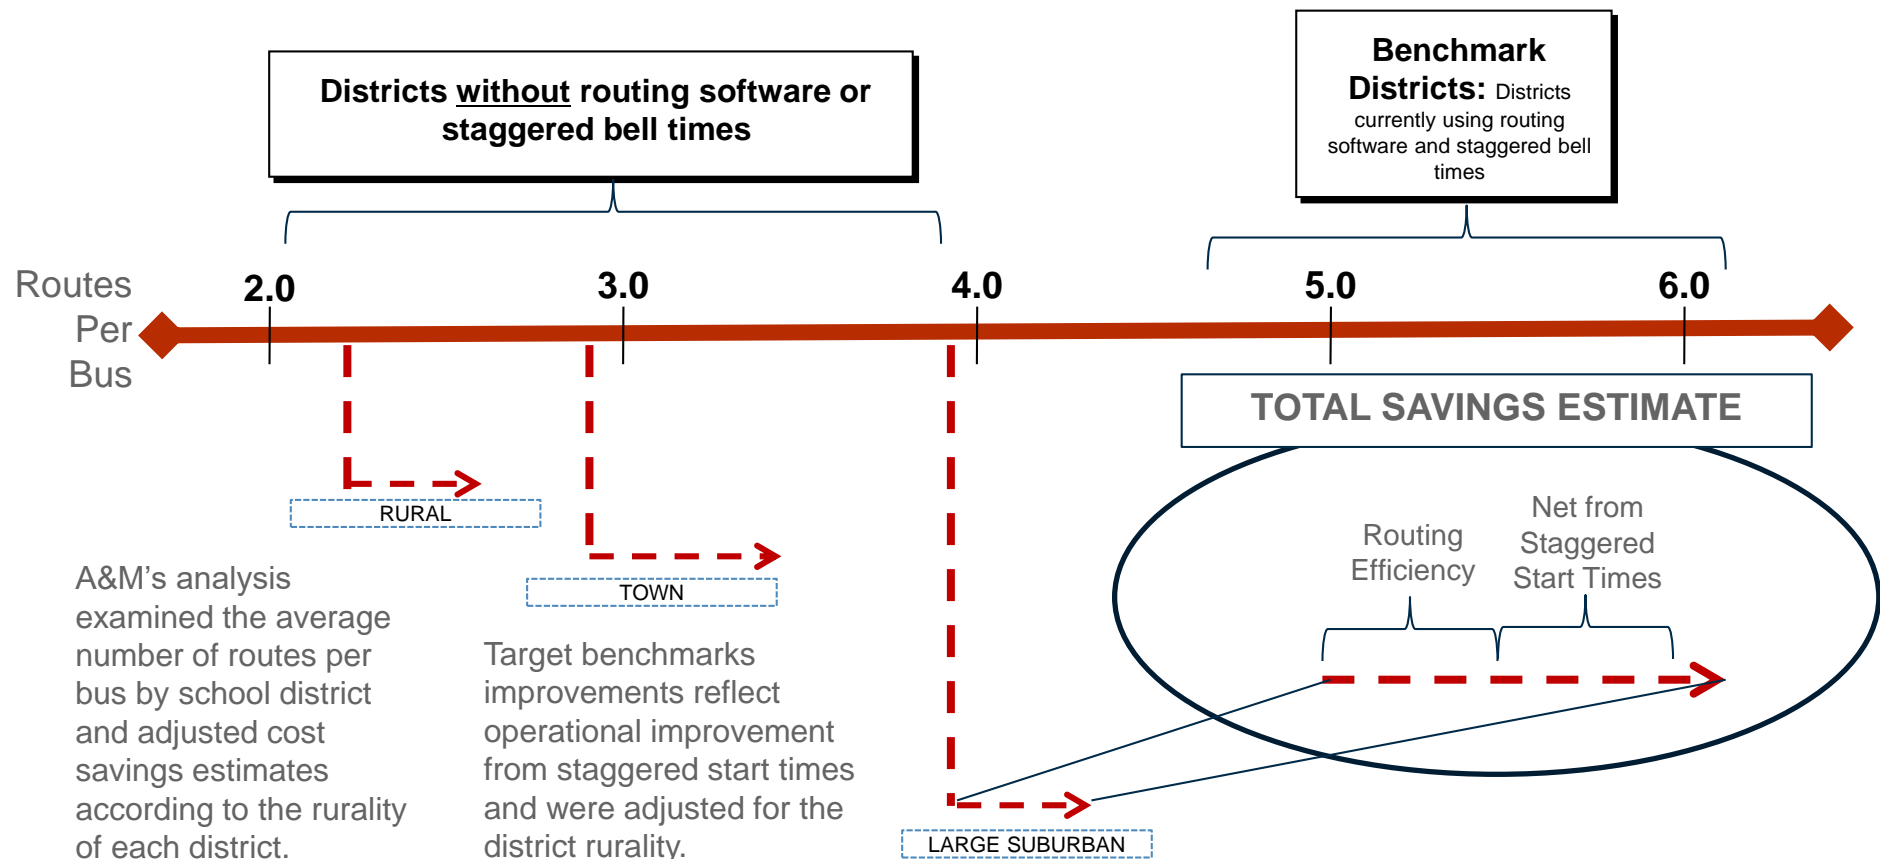 Districts without routing software or
staggered bell times
Benchmark
Districts: Districts
currently using routing
software and staggered bell
times
Routes
Per
Bus
2.0
3.0
4.0
5.0
6.0
TOTAL SAVINGS ESTIMATE
RURAL
TOWN
LARGE SUBURBAN
Routing
Efficiency
Net from
Staggered
Start Times
A&M’s analysis
examined the average
number of routes per
bus by school district
and adjusted cost
savings estimates
according to the rurality
of each district.
Target benchmarks
improvements reflect
operational improvement
from staggered start times
and were adjusted for the
district rurality.